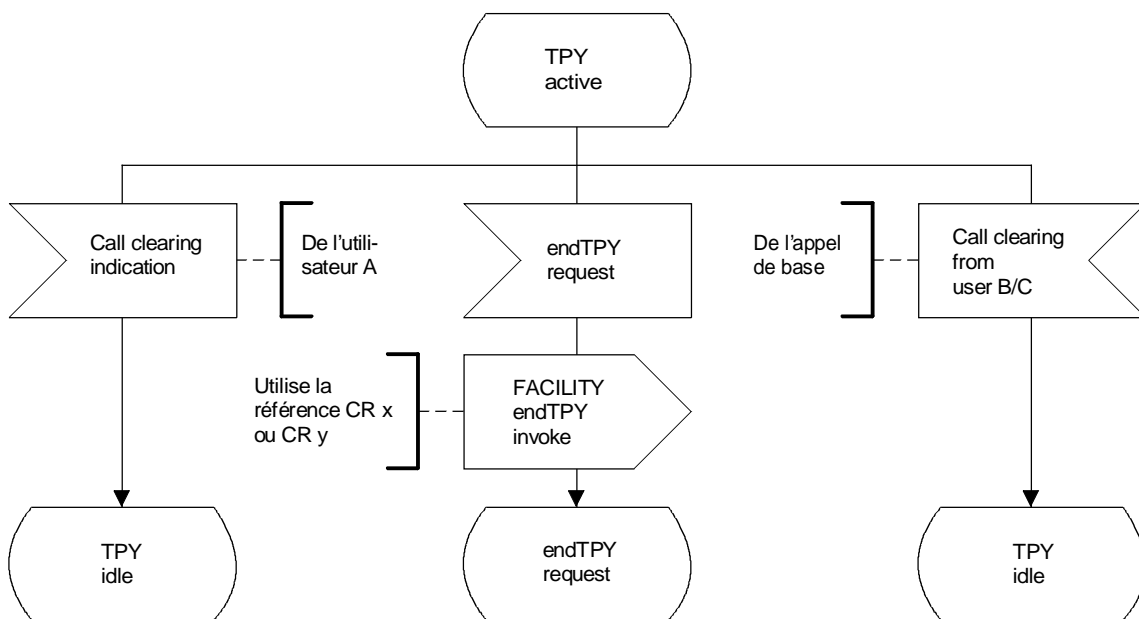 TPY
active
Call clearing
indication
De l'utili-
sateur A
endTPY
request
De l'appel
de base
Call clearing
from
user B/C
Utilise la
référence CR x
ou CR y
FACILITY
endTPY
invoke
TPY
idle
endTPY
request
TPY
idle